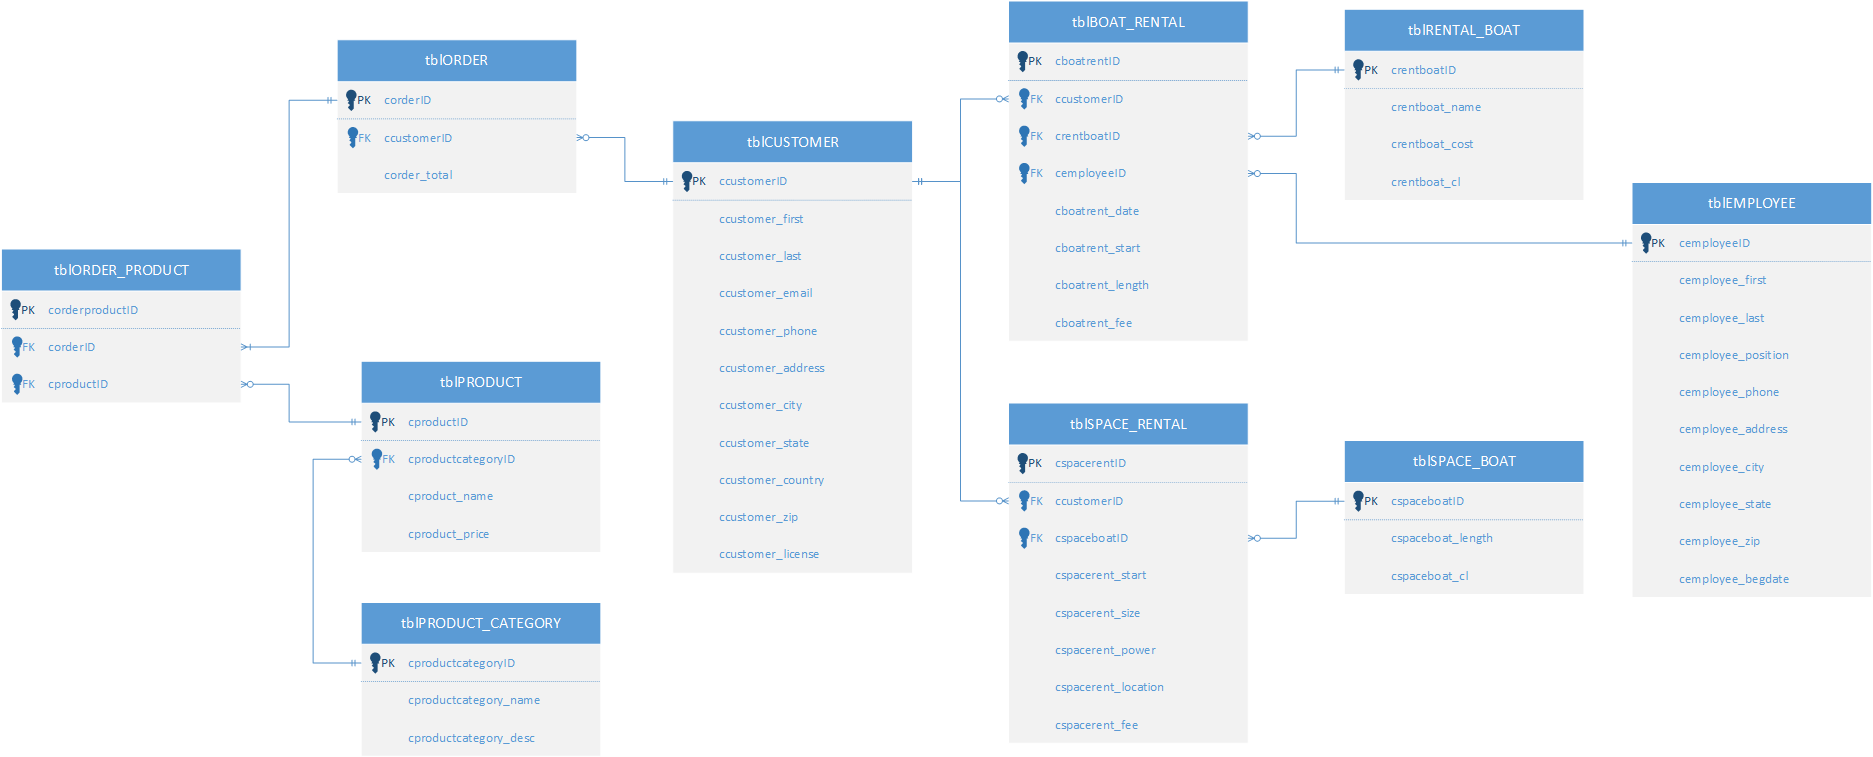 tblORDER
PK corderID
FK ccustomerID
corder_total
tblORDER_PRODUCT
PK corderproductID
FK corderID
FK cproductID
tblPRODUCT
PK cproductID
FK cproductcategoryID
cproduct_name
cproduct_price
tblPRODUCT_CATEGORY
PK cproductcategoryID
cproductcategory_name
cproductcategory_desc
tblCUSTOMER
PK ccustomerID
ccustomer_first
ccustomer_last
ccustomer_email
ccustomer_phone
ccustomer_address
ccustomer_city
ccustomer_state
ccustomer_country
ccustomer_zip
ccustomer_license
tblBOAT_RENTAL
PK cboatrentID
FK ccustomerID
FK crentboatID
FK cemployeeID
cboatrent_date
cboatrent_start
cboatrent_length
cboatrent_fee
tblSPACE_RENTAL
PK cspacerentID
FK ccustomerID
FK cspaceboatID
cspacerent_start
cspacerent_size
cspacerent_power
cspacerent_location
cspacerent_fee
tblRENTAL_BOAT
PK crentboatID
crentboat_name
crentboat_cost
crentboat_cl
tblSPACE_BOAT
PK cspaceboatID
cspaceboat_length
cspaceboat_cl
tblEMPLOYEE
PK cemployeeID
cemployee_first
cemployee_last
cemployee_position
cemployee_phone
cemployee_address
cemployee_city
cemployee_state
cemployee_zip
cemployee_begdate